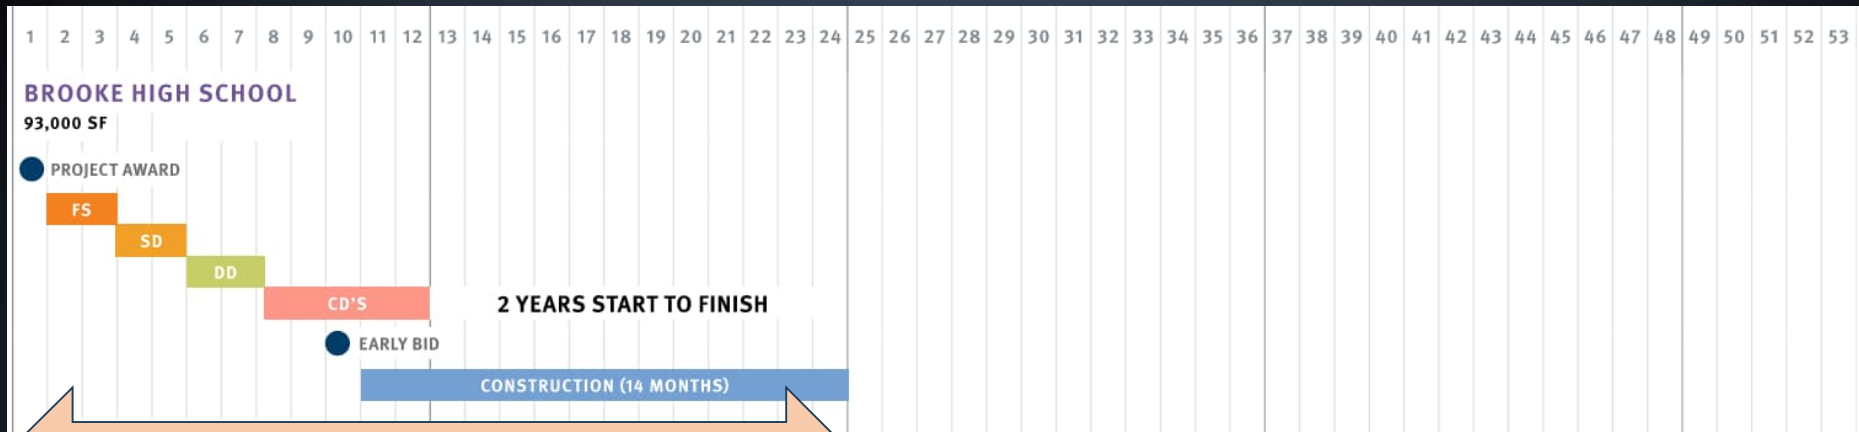 1 2 3 4 5 6 7 8 9 10 11 12 13 14 15 16 17 18 19 20 21 22 23 24 25 26 27 28 29 30 31 32 33 34 35 36 37 38 39 40 41 42 43 44 45 46 47 48 49 50 51 52 53
BROOKE HIGH SCHOOL
93,000 SF
PROJECT AWARD
FS
SD
DD
CD'S 2 YEARS START TO FINISH
EARLY BID
CONSTRUCTION (14 MONTHS)